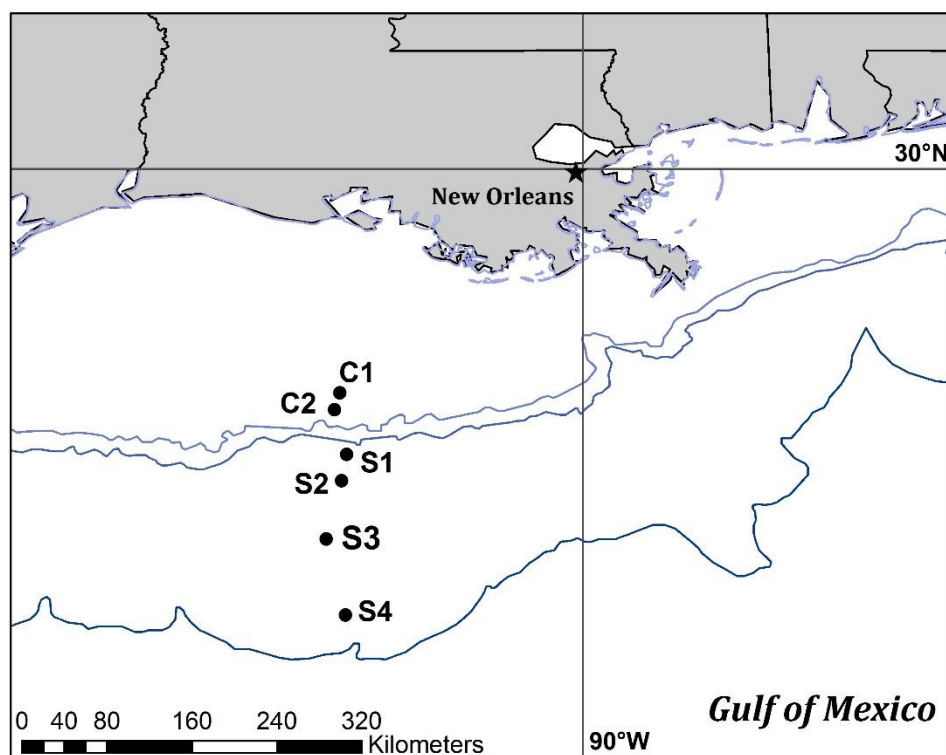 30°N
New Orleans
C1
C2
S1
S2
S3
S4
Gulf of Mexico
0 40 80 160 240 320
Kilometers
90°W